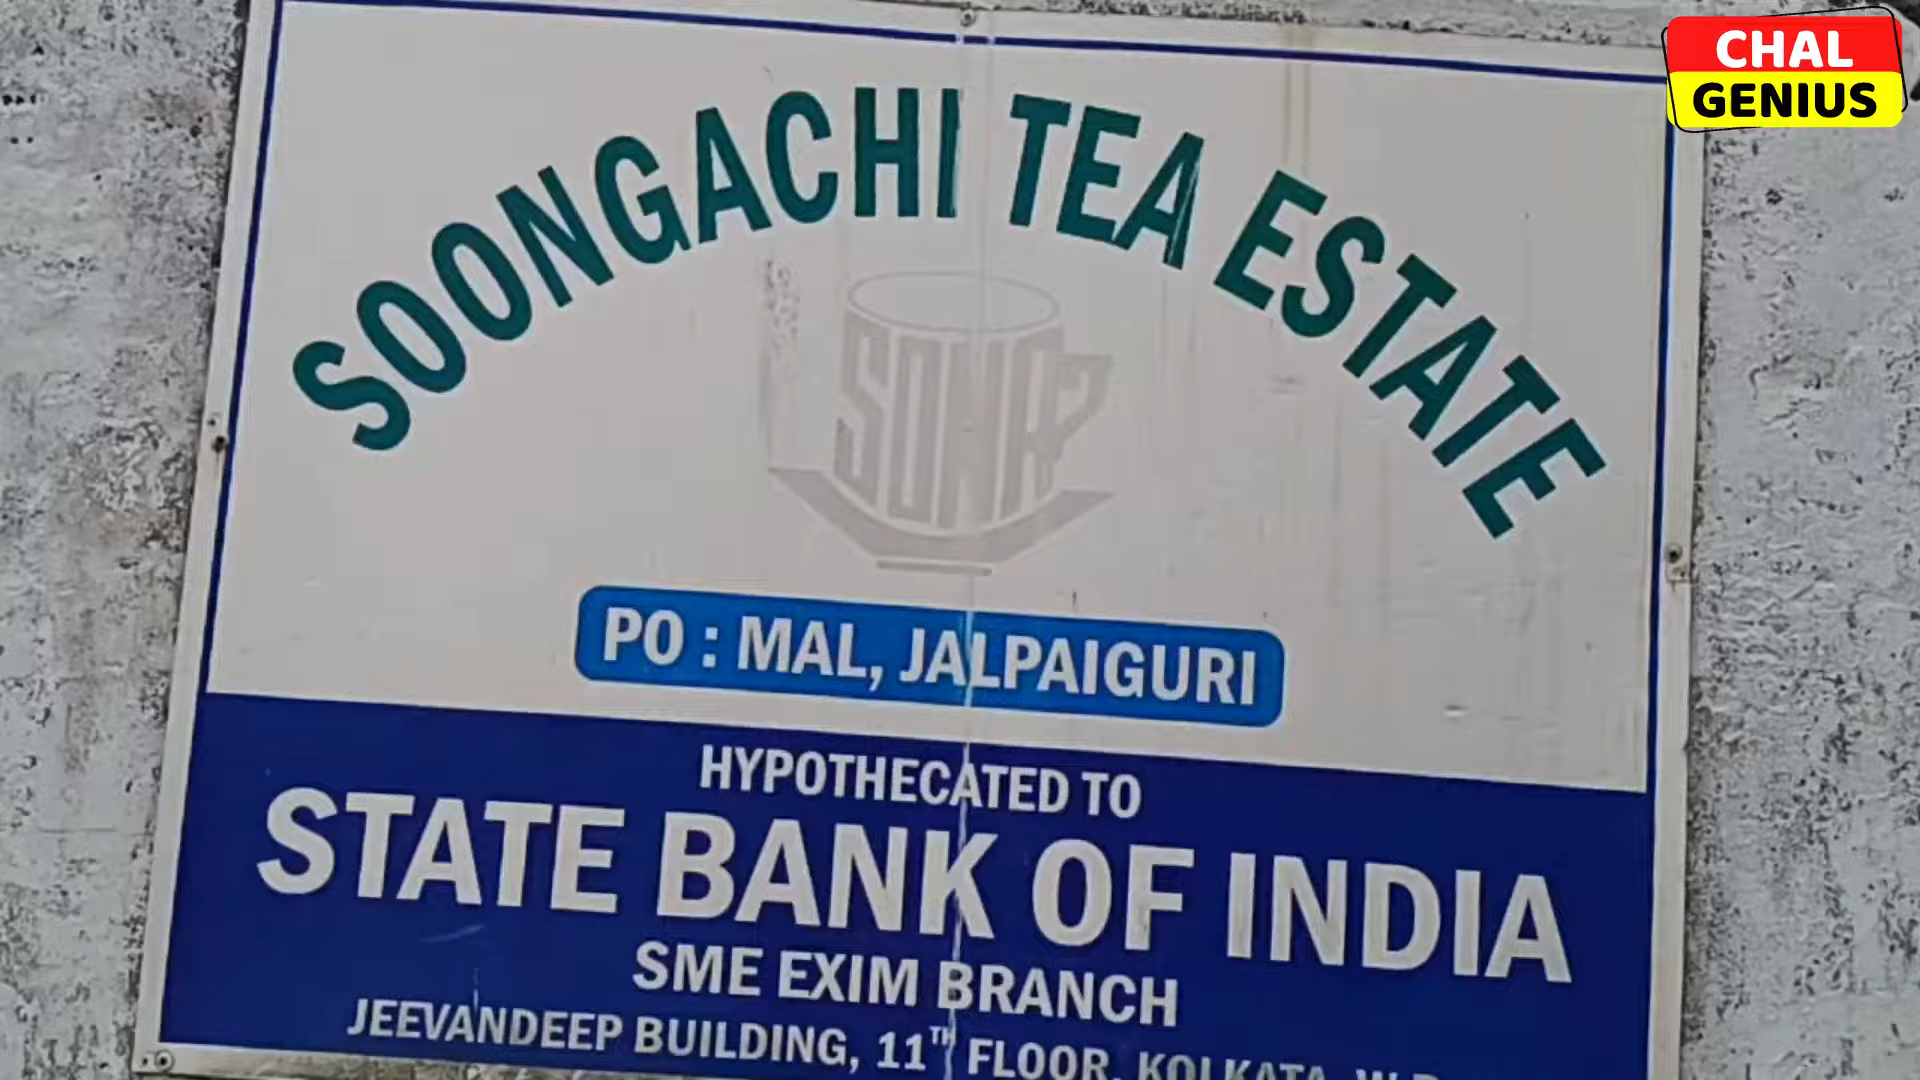 CHAL
GENIUS
SOONGACHI TEA ESTATE
SONA
PO : MAL, JALPAIGURI
HYPOTHECATED TO
STATE BANK OF INDIA
SME EXIM BRANCH
JEEVANDEEP BUILDING, 11TH FLOOR, KOLKATA, W.B.